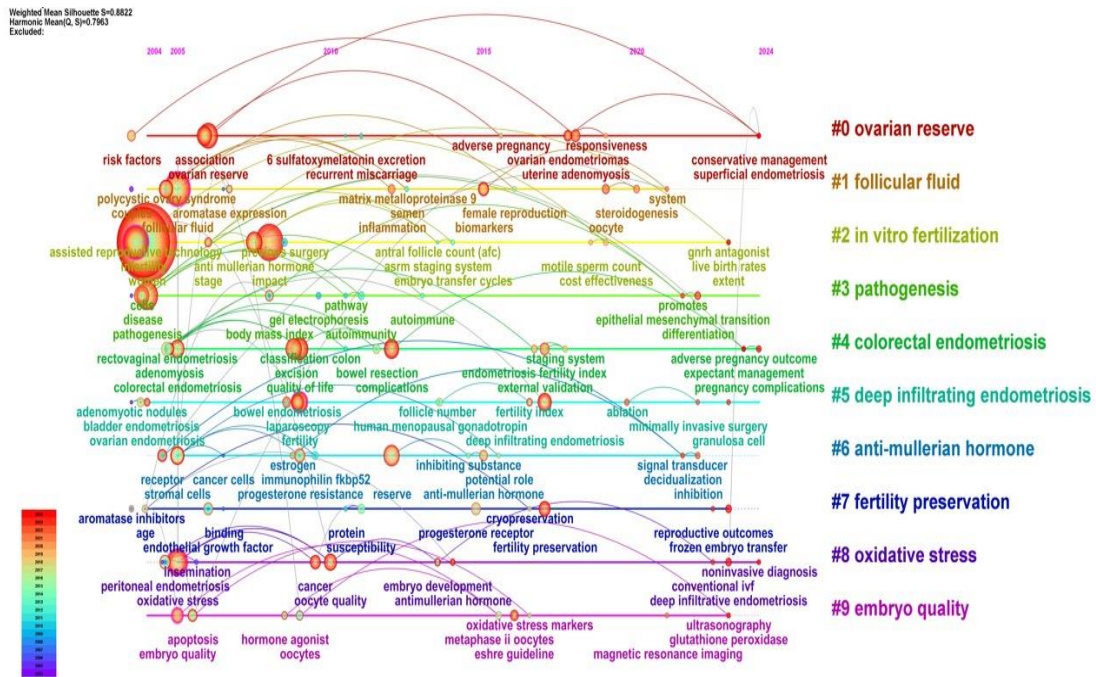 Weighted Mean Silhouette S=0.8822
Harmonic Mean(Q, S)=0.7963
Excluded:
2004 2005 2010 2015 2020 2024
#0 ovarian reserve
adverse pregnancy responsiveness
risk factors association 6 sulfatoxymelatonin excretion ovarian endometriomas conservative management
ovarian reserve recurrent miscarriage uterine adenomyosis superficial endometriosis
#1 follicular fluid
polycystic ovary syndrome matrix metalloproteinase 9 system
aromatase expression semen female reproduction steroidogenesis
follicular fluid inflammation biomarkers oocyte
#2 in vitro fertilization
assisted reproductive technology previous surgery antral follicle count (afc) gnrh antagonist
infertility anti mullerian hormone asrm staging system motile sperm count live birth rates
women stage impact embryo transfer cycles cost effectiveness extent
#3 pathogenesis
cells pathway promotes
disease gel electrophoresis autoimmune epithelial mesenchymal transition
pathogenesis body mass index autoimmunity differentiation
#4 colorectal endometriosis
rectovaginal endometriosis classification colon staging system adverse pregnancy outcome
adenomyosis excision bowel resection endometriosis fertility index expectant management
colorectal endometriosis quality of life complications external validation pregnancy complications
#5 deep infiltrating endometriosis
adenomyotic nodules bowel endometriosis follicle number fertility index ablation
bladder endometriosis laparoscopy human menopausal gonadotropin minimally invasive surgery
ovarian endometriosis fertility deep infiltrating endometriosis granulosa cell
#6 anti-mullerian hormone
estrogen inhibiting substance signal transducer
receptor cancer cells immunophilin fkbp52 potential role decidualization
stromal cells progesterone resistance reserve anti-mullerian hormone inhibition
#7 fertility preservation
aromatase inhibitors cryopreservation
age binding protein progesterone receptor reproductive outcomes
endothelial growth factor susceptibility fertility preservation frozen embryo transfer
#8 oxidative stress
insemination noninvasive diagnosis
peritoneal endometriosis cancer embryo development conventional ivf
oxidative stress oocyte quality antimullerian hormone deep infiltrative endometriosis
#9 embryo quality
oxidative stress markers ultrasonography
apoptosis hormone agonist metaphase ii oocytes glutathione peroxidase
embryo quality oocytes eshre guideline magnetic resonance imaging